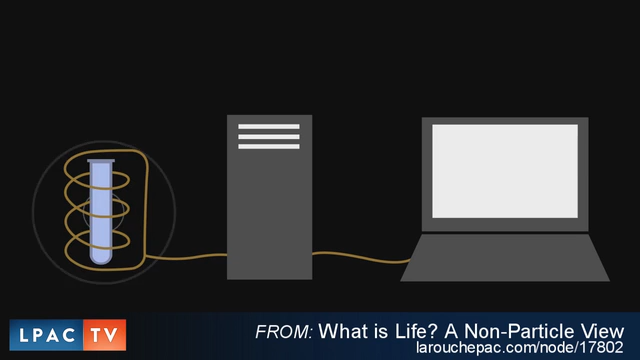 LPAC TV
FROM: What is Life? A Non-Particle View
larouchepac.com/node/17802